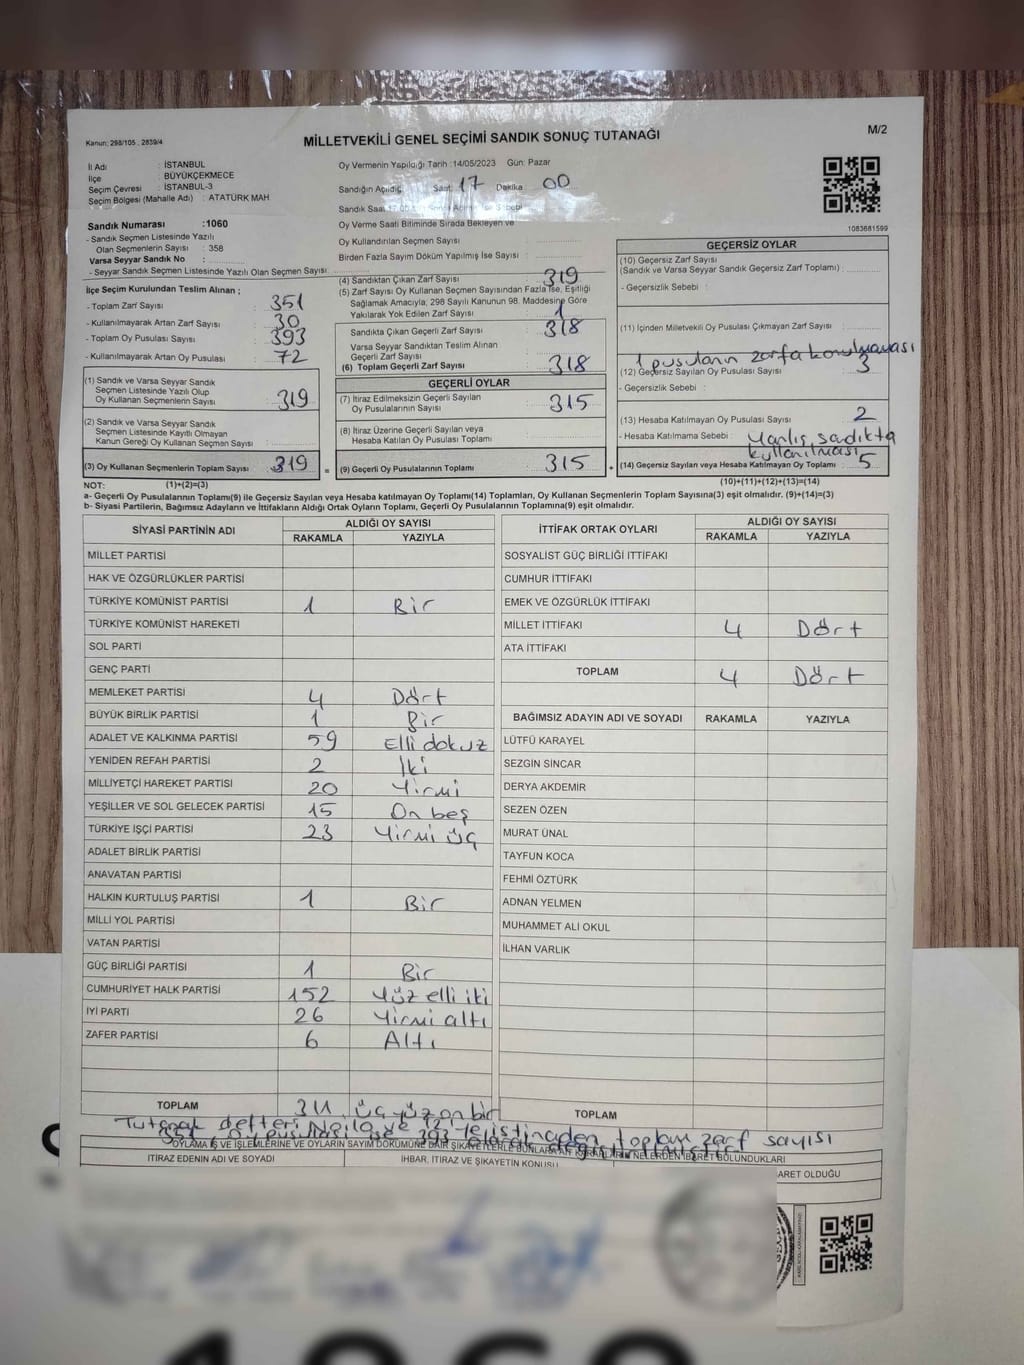 M/2
Kanun: 298/105 , 2839/4
MİLLETVEKİLİ GENEL SEÇİMİ SANDIK SONUÇ TUTANAĞI
İl Adı : İSTANBUL
İlçe : BÜYÜKÇEKMECE
Seçim Çevresi : İSTANBUL-3
Seçim Bölgesi (Mahalle Adı) : ATATÜRK MAH
Oy Vermenin Yapıldığı Tarih :14/05/2023 Gün: Pazar
Sandığın Açıldığı Saat 17 Dakika 00
Oy Verme Saati Bitiminde Sırada Bekleyen ve
Oy Kullandırılan Seçmen Sayısı
Birden Fazla Sayım Döküm Yapılmış İse Sayısı :
1083681599
Sandık Numarası :1060
- Sandık Seçmen Listesinde Yazılı
Olan Seçmenlerin Sayısı : 358
Varsa Seyyar Sandık No :
- Seyyar Sandık Seçmen Listesinde Yazılı Olan Seçmen Sayısı:
İlçe Seçim Kurulundan Teslim Alınan ;
- Toplam Zarf Sayısı : 351
- Kullanılmayarak Artan Zarf Sayısı : 30
- Toplam Oy Pusulası Sayısı : 393
- Kullanılmayarak Artan Oy Pusulası : 72
(1) Sandık ve Varsa Seyyar Sandık
Seçmen Listesinde Yazılı Olup
Oy Kullanan Seçmenlerin Sayısı : 319
(2) Sandık ve Varsa Seyyar Sandık
Seçmen Listesinde Kayıtlı Olmayan
Kanun Gereği Oy Kullanan Seçmen Sayısı :
(3) Oy Kullanan Seçmenlerin Toplam Sayısı : 319
(4) Sandıktan Çıkan Zarf Sayısı : 319
(5) Zarf Sayısı Oy Kullanan Seçmen Sayısından Fazla İse, Eşitliği
Sağlamak Amacıyla, 298 Sayılı Kanunun 98. Maddesine Göre
Yakılarak Yok Edilen Zarf Sayısı : 1
Sandıkta Çıkan Geçerli Zarf Sayısı : 318
Varsa Seyyar Sandıktan Teslim Alınan
Geçerli Zarf Sayısı :
(6) Toplam Geçerli Zarf Sayısı : 318
GEÇERLİ OYLAR
(7) İtiraz Edilmeksizin Geçerli Sayılan
Oy Pusulalarının Sayısı : 315
(8) İtiraz Üzerine Geçerli Sayılan veya
Hesaba Katılan Oy Pusulası Toplamı :
= (9) Geçerli Oy Pusulalarının Toplamı : 315 +
GEÇERSİZ OYLAR
(10) Geçersiz Zarf Sayısı
(Sandık ve Varsa Seyyar Sandık Geçersiz Zarf Toplamı) :
- Geçersizlik Sebebi :
(11) İçinden Milletvekili Oy Pusulası Çıkmayan Zarf Sayısı :
1 pusulanın zarfa konulmaması
(12) Geçersiz Sayılan Oy Pusulası Sayısı : 3
- Geçersizlik Sebebi :
(13) Hesaba Katılmayan Oy Pusulası Sayısı : 2
- Hesaba Katılmama Sebebi : Yanlış sadıkta
kullanılması
(14) Geçersiz Sayılan veya Hesaba Katılmayan Oy Toplamı : 5
NOT: (1)+(2)=(3)
(10)+(11)+(12)+(13)=(14)
a- Geçerli Oy Pusulalarının Toplamı(9) ile Geçersiz Sayılan veya Hesaba katılmayan Oy Toplamı(14) Toplamları, Oy Kullanan Seçmenlerin Toplam Sayısına(3) eşit olmalıdır. (9)+(14)=(3)
b- Siyasi Partilerin, Bağımsız Adayların ve İttifakların Aldığı Ortak Oyların Toplamı, Geçerli Oy Pusulalarının Toplamına(9) eşit olmalıdır.
SİYASİ PARTİNİN ADI ALDIĞI OY SAYISI
RAKAMLA YAZIYLA
MİLLET PARTİSİ
HAK VE ÖZGÜRLÜKLER PARTİSİ
TÜRKİYE KOMÜNİST PARTİSİ 1 Bir
TÜRKİYE KOMÜNİST HAREKETİ
SOL PARTİ
GENÇ PARTİ
MEMLEKET PARTİSİ 4 Dört
BÜYÜK BİRLİK PARTİSİ 1 Bir
ADALET VE KALKINMA PARTİSİ 59 Elli dokuz
YENİDEN REFAH PARTİSİ 2 İki
MİLLİYETÇİ HAREKET PARTİSİ 20 Yirmi
YEŞİLLER VE SOL GELECEK PARTİSİ 15 On beş
TÜRKİYE İŞÇİ PARTİSİ 23 Yirmi üç
ADALET BİRLİK PARTİSİ
ANAVATAN PARTİSİ
HALKIN KURTULUŞ PARTİSİ 1 Bir
MİLLİ YOL PARTİSİ
VATAN PARTİSİ
GÜÇ BİRLİĞİ PARTİSİ 1 Bir
CUMHURİYET HALK PARTİSİ 152 Yüz elli iki
İYİ PARTİ 26 Yirmi altı
ZAFER PARTİSİ 6 Altı
TOPLAM 311 üç yüz on bir
İTTİFAK ORTAK OYLARI ALDIĞI OY SAYISI
RAKAMLA YAZIYLA
SOSYALİST GÜÇ BİRLİĞİ İTTİFAKI
CUMHUR İTTİFAKI
EMEK VE ÖZGÜRLÜK İTTİFAKI
MİLLET İTTİFAKI 4 Dört
ATA İTTİFAKI
TOPLAM 4 Dört
BAĞIMSIZ ADAYIN ADI VE SOYADI RAKAMLA YAZIYLA
LÜTFÜ KARAYEL
SEZGİN SİNCAR
DERYA AKDEMİR
SEZEN ÖZEN
MURAT ÜNAL
TAYFUN KOCA
FEHMİ ÖZTÜRK
ADNAN YELMEN
MUHAMMET ALİ OKUL
İLHAN VARLIK
TOPLAM
Tutanak defteri toplam zarf sayısı
351, oy pusulası ise 393 olarak
OYLAMA İŞ VE İŞLEMLERİNE VE OYLARIN SAYIM DÖKÜMÜNE DAİR ŞİKAYETLERLE BUNLARA AİT KARARLARIN NELERDEN İBARET BULUNDUKLARI
İTİRAZ EDENİN ADI VE SOYADI İHBAR, İTİRAZ VE ŞİKAYETİN KONUSU ARET OLDUĞU